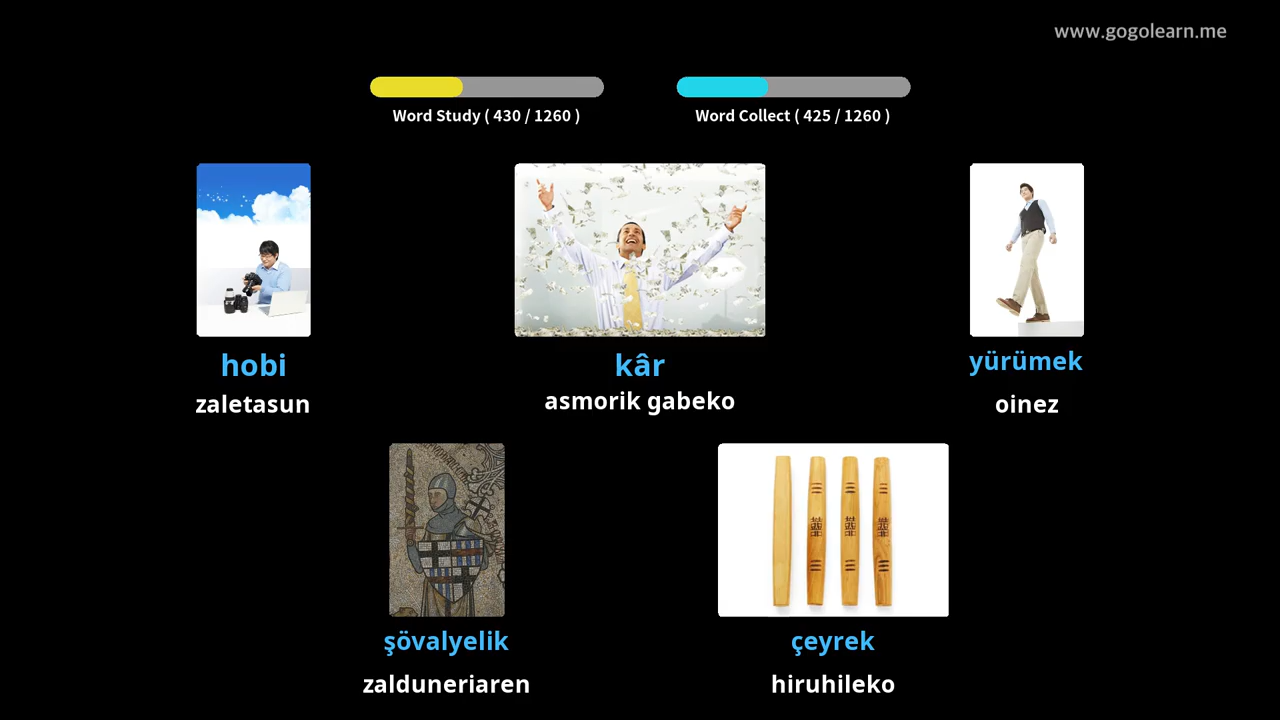 www.gogolearn.me
Word Study ( 430 / 1260 )
Word Collect ( 425 / 1260 )
hobi
zaletasun
kâr
asmorik gabeko
yürümek
oinez
şövalyelik
zalduneriaren
çeyrek
hiruhileko